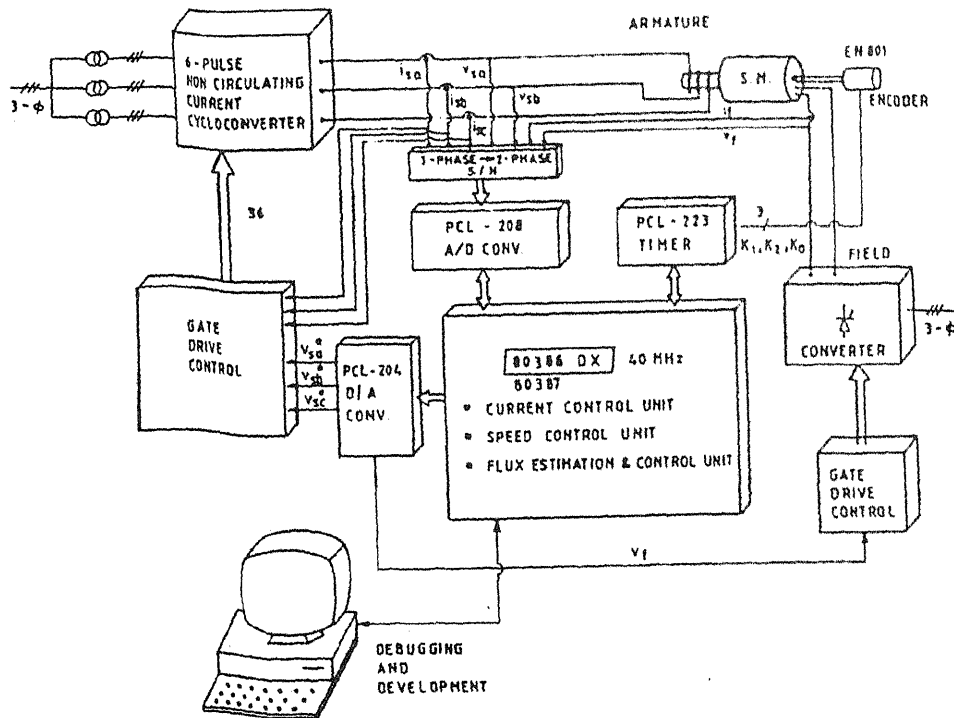 ARMATURE
6-PULSE
NON CIRCULATING
CURRENT
CYCLOCONVERTER
3-ϕ
isa
vsa
isb
vsb
isc
S.M.
EN801
ENCODER
if
vf
3-PHASE 2-PHASE
S/H
36
PCL-208
A/D CONV.
PCL-223
TIMER
3
K1,K2,K0
FIELD
CONVERTER
3-ϕ
GATE
DRIVE
CONTROL
vsa*
vsb*
vsc*
PCL-204
D/A
CONV.
80386 DX 40 MHz
80387
• CURRENT CONTROL UNIT
• SPEED CONTROL UNIT
• FLUX ESTIMATION & CONTROL UNIT
GATE
DRIVE
CONTROL
vf
DEBUGGING
AND
DEVELOPMENT